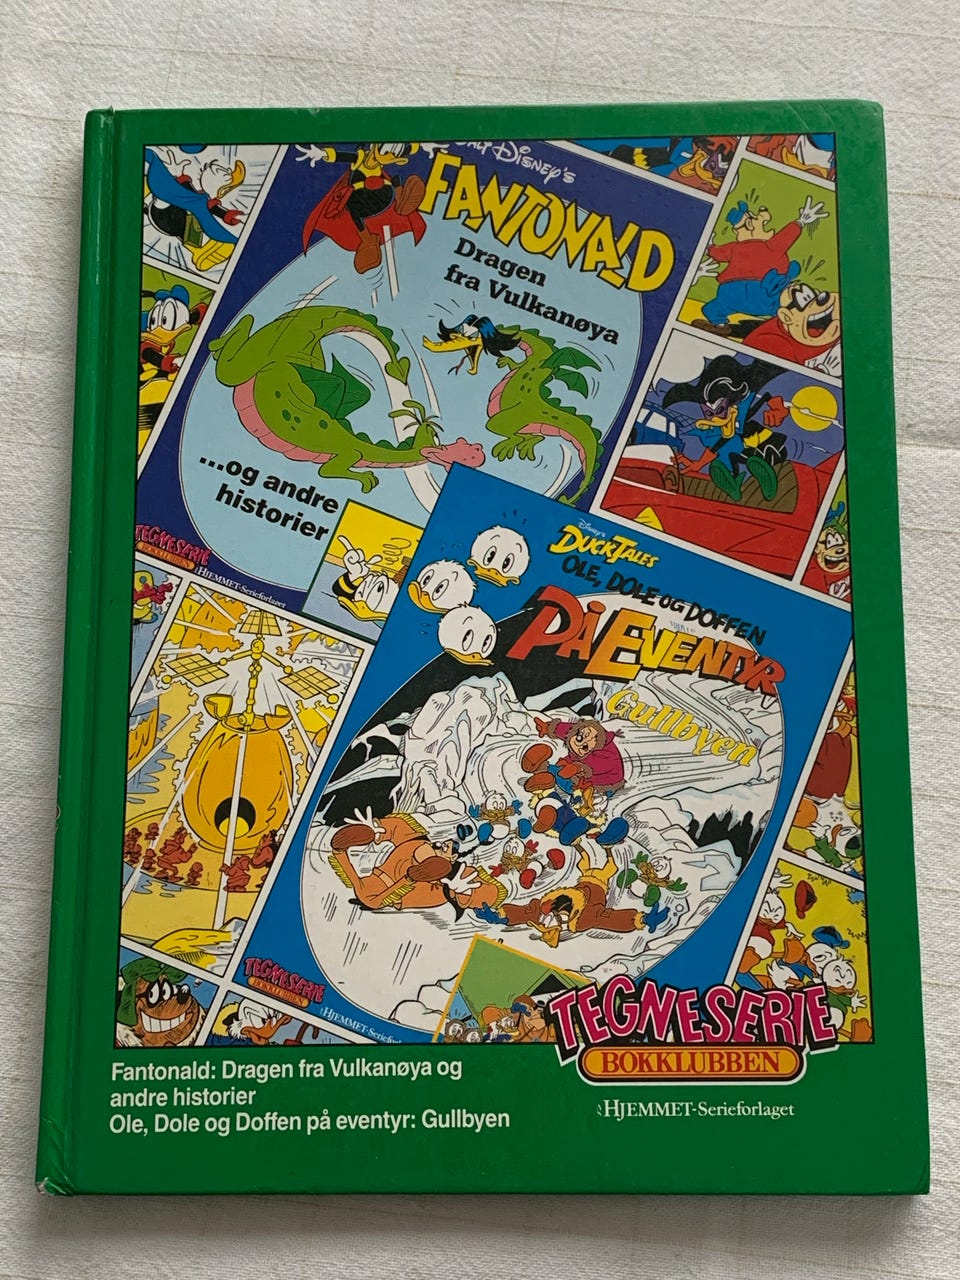 WALT DISNEY'S
FANTONALD
Dragen
fra Vulkanøya
...og andre
historier
TEGNESERIE
BOKKLUBBEN
HJEMMET-Serieforlaget
Disney's
DUCKTALES
OLE, DOLE OG DOFFEN
PÅ EVENTYR
Gullbyen
TEGNESERIE
BOKKLUBBEN
HJEMMET-Seriefor
TEGNESERIE
BOKKLUBBEN
HJEMMET-Serieforlaget
Fantonald: Dragen fra Vulkanøya og
andre historier
Ole, Dole og Doffen på eventyr: Gullbyen